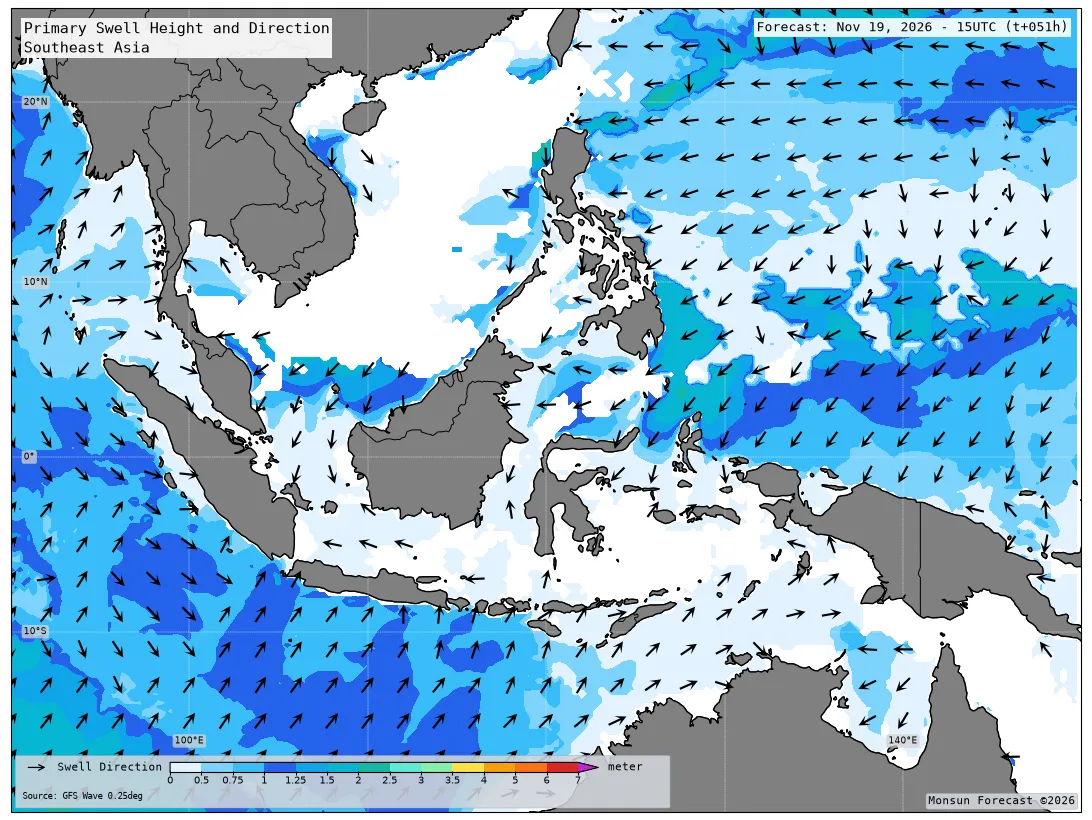 Primary Swell Height and Direction
Southeast Asia
Forecast: Nov 19, 2026 - 15UTC (t+051h)
20°N
10°N
0°
10°S
100°E
140°E
Swell Direction
0 0.5 0.75 1 1.25 1.5 2 2.5 3 3.5 4 5 6 7
meter
Source: GFS Wave 0.25deg
Monsun Forecast ©2026